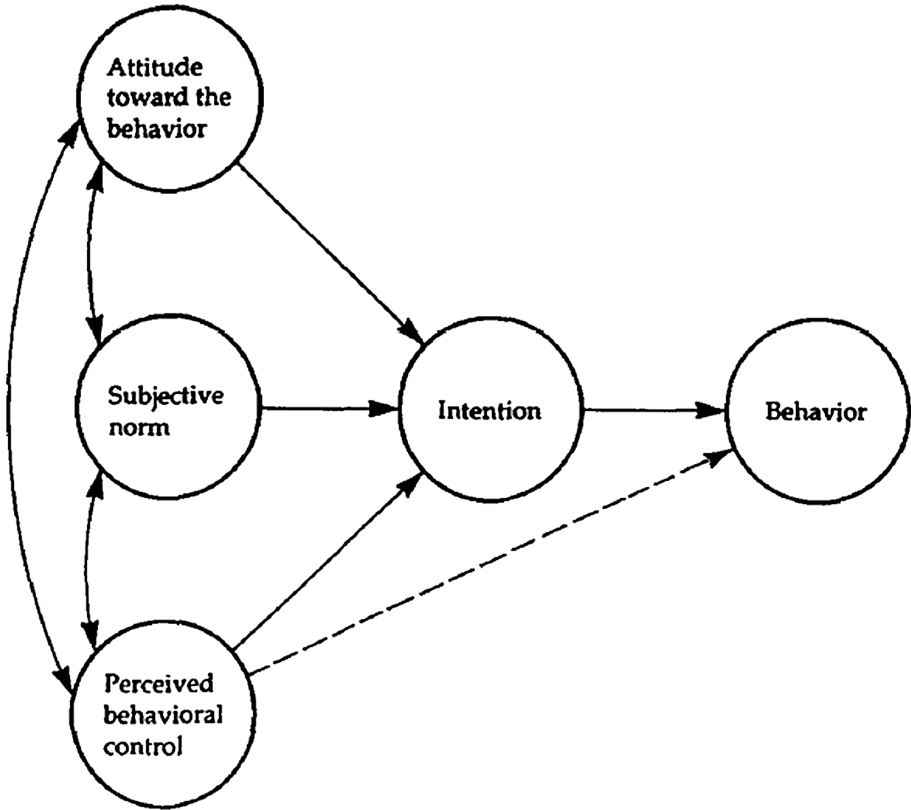 Attitude
toward the
behavior
Subjective
norm
Intention
Behavior
Perceived
behavioral
control